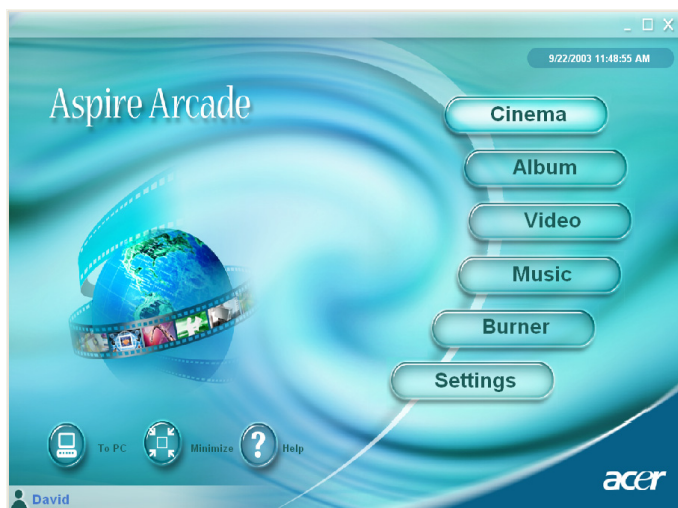 9/22/2003 11:48:55 AM
Aspire Arcade
Cinema
Album
Video
Music
Burner
Settings
To PC
Minimize
? Help
acer
David